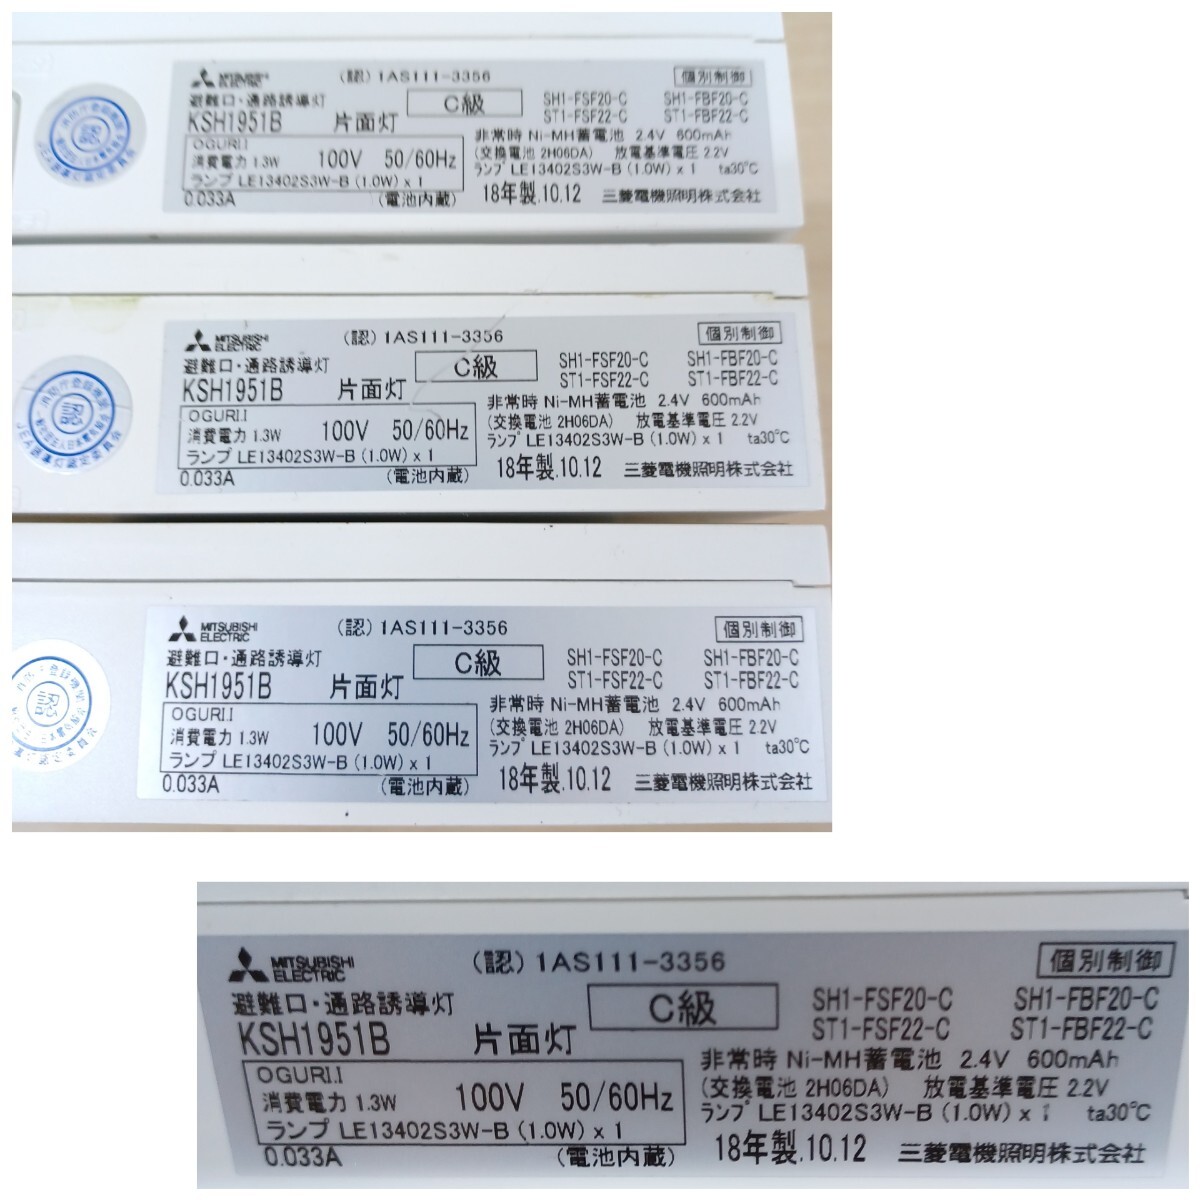 MITSUBISHI ELECTRIC (認) 1AS111-3356 個別制御
避難口・通路誘導灯 C級 SH1-FSF20-C SH1-FBF20-C
KSH1951B 片面灯 ST1-FSF22-C ST1-FBF22-C
OGURI.I 非常時 Ni-MH蓄電池 2.4V 600mAh
消費電力 1.3W 100V 50/60Hz (交換電池 2H06DA) 放電基準電圧 2.2V
ランプ LE13402S3W-B (1.0W) x 1 ランプ LE13402S3W-B (1.0W) x 1 ta30℃
0.033A (電池内蔵) 18年製.10.12 三菱電機照明株式会社
MITSUBISHI ELECTRIC (認) 1AS111-3356 個別制御
避難口・通路誘導灯 C級 SH1-FSF20-C SH1-FBF20-C
KSH1951B 片面灯 ST1-FSF22-C ST1-FBF22-C
OGURI.I 非常時 Ni-MH蓄電池 2.4V 600mAh
消費電力 1.3W 100V 50/60Hz (交換電池 2H06DA) 放電基準電圧 2.2V
ランプ LE13402S3W-B (1.0W) x 1 ランプ LE13402S3W-B (1.0W) x 1 ta30℃
0.033A (電池内蔵) 18年製.10.12 三菱電機照明株式会社
MITSUBISHI ELECTRIC (認) 1AS111-3356 個別制御
避難口・通路誘導灯 C級 SH1-FSF20-C SH1-FBF20-C
KSH1951B 片面灯 ST1-FSF22-C ST1-FBF22-C
OGURI.I 非常時 Ni-MH蓄電池 2.4V 600mAh
消費電力 1.3W 100V 50/60Hz (交換電池 2H06DA) 放電基準電圧 2.2V
ランプ LE13402S3W-B (1.0W) x 1 ランプ LE13402S3W-B (1.0W) x 1 ta30℃
0.033A (電池内蔵) 18年製.10.12 三菱電機照明株式会社
MITSUBISHI ELECTRIC (認) 1AS111-3356 個別制御
避難口・通路誘導灯 C級 SH1-FSF20-C SH1-FBF20-C
KSH1951B 片面灯 ST1-FSF22-C ST1-FBF22-C
OGURI.I 非常時 Ni-MH蓄電池 2.4V 600mAh
消費電力 1.3W 100V 50/60Hz (交換電池 2H06DA) 放電基準電圧 2.2V
ランプ LE13402S3W-B (1.0W) x 1 ランプ LE13402S3W-B (1.0W) x 1 ta30℃
0.033A (電池内蔵) 18年製.10.12 三菱電機照明株式会社